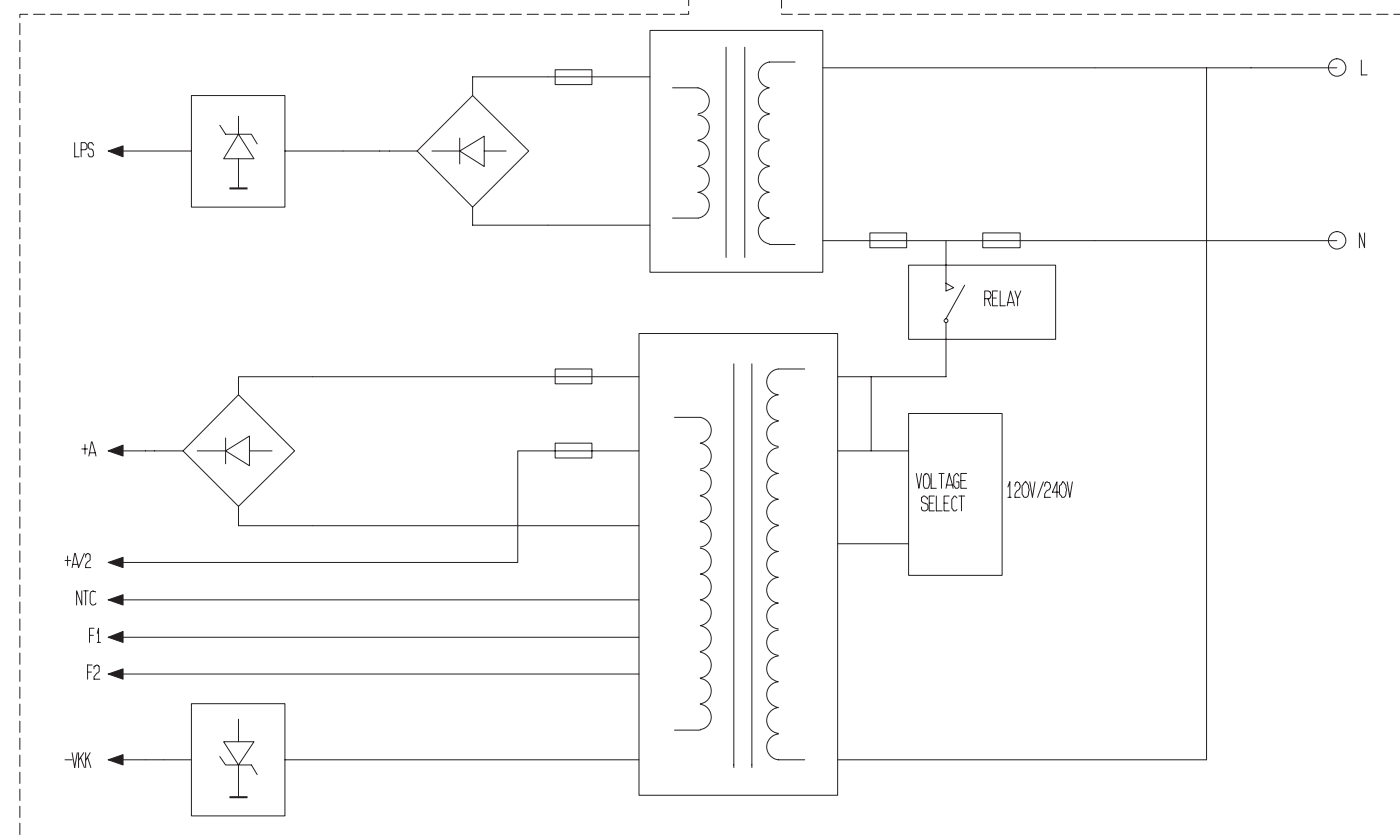 L
LPS
N
RELAY
+A
VOLTAGE
SELECT
120V/240V
+A/2
NTC
F1
F2
-VKK